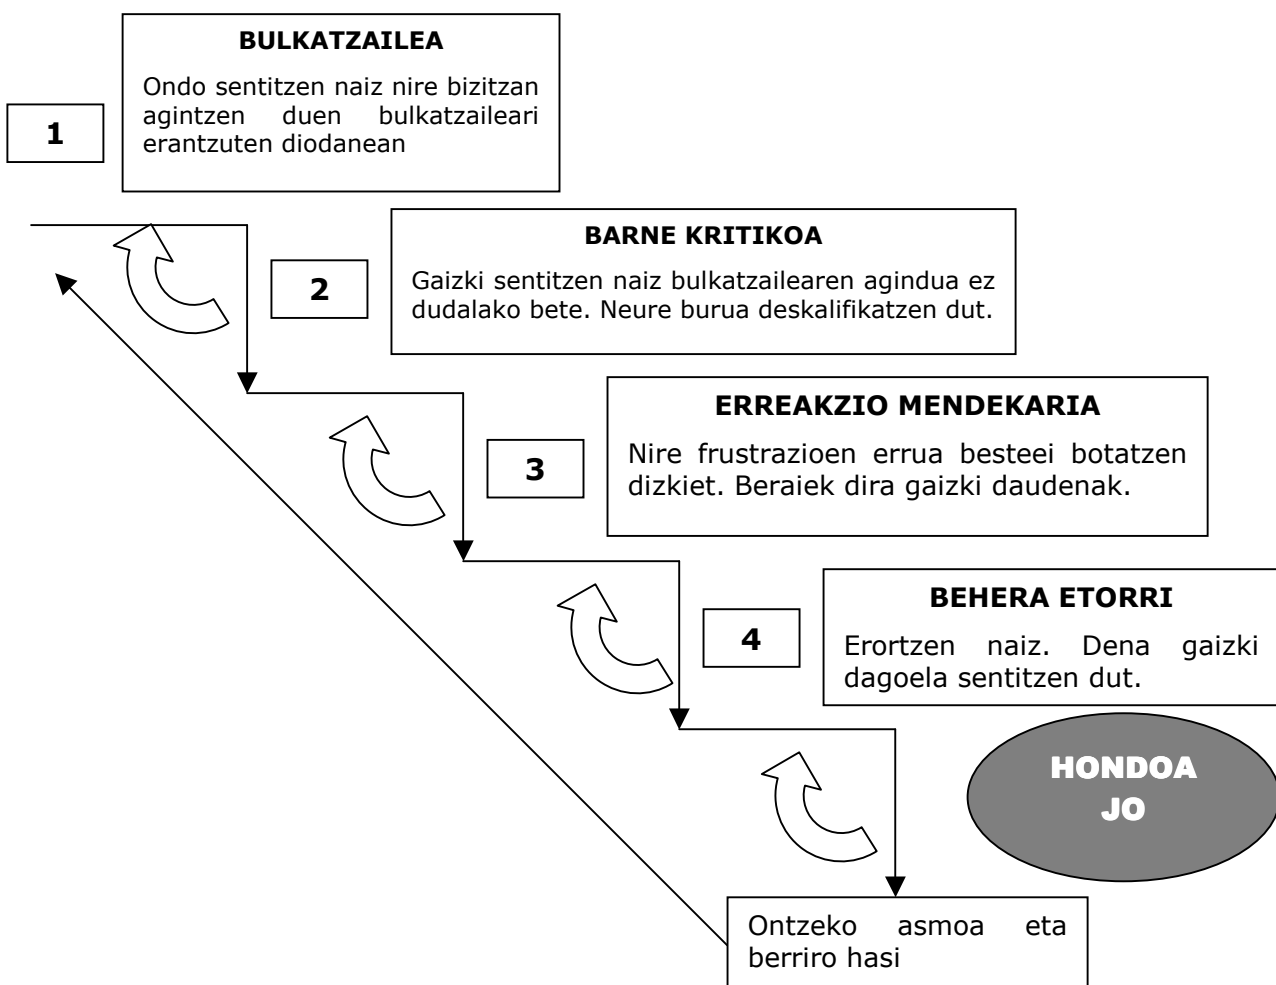 BULKATZAILEA
Ondo sentitzen naiz nire bizitzan
agintzen duen bulkatzaileari
erantzuten diodanean
1
BARNE KRITIKOA
Gaizki sentitzen naiz bulkatzailearen agindua ez
dudalako bete. Neure burua deskalifikatzen dut.
2
ERREAKZIO MENDEKARIA
Nire frustrazioen errua besteei botatzen
dizkiet. Beraiek dira gaizki daudenak.
3
BEHERA ETORRI
Erortzen naiz. Dena gaizki
dagoela sentitzen dut.
4
HONDOA
JO
Ontzeko asmoa eta
berriro hasi